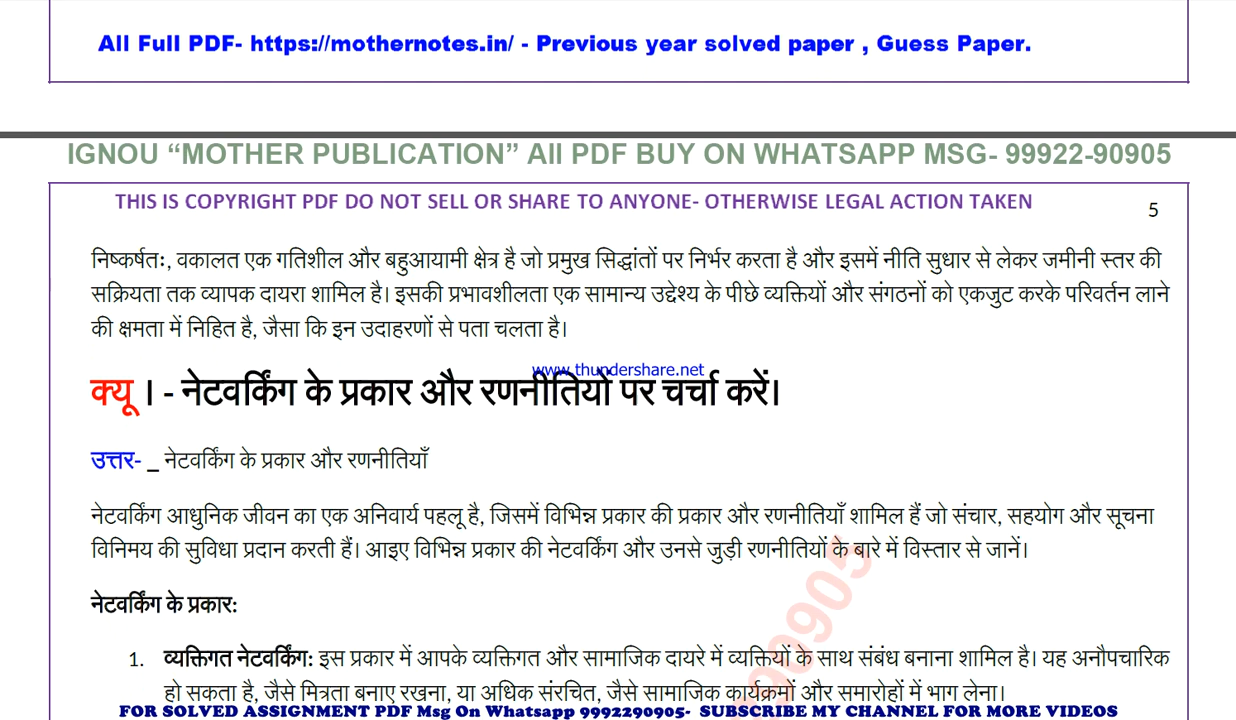 All Full PDF- https://mothernotes.in/ - Previous year solved paper , Guess Paper.
IGNOU “MOTHER PUBLICATION” All PDF BUY ON WHATSAPP MSG- 99922-90905
THIS IS COPYRIGHT PDF DO NOT SELL OR SHARE TO ANYONE- OTHERWISE LEGAL ACTION TAKEN
5
निष्कर्षतः, वकालत एक गतिशील और बहुआयामी क्षेत्र है जो प्रमुख सिद्धांतों पर निर्भर करता है और इसमें नीति सुधार से लेकर जमीनी स्तर की
सक्रियता तक व्यापक दायरा शामिल है। इसकी प्रभावशीलता एक सामान्य उद्देश्य के पीछे व्यक्तियों और संगठनों को एकजुट करके परिवर्तन लाने
की क्षमता में निहित है, जैसा कि इन उदाहरणों से पता चलता है।
www.thundershare.net
क्यू । - नेटवर्किंग के प्रकार और रणनीतियों पर चर्चा करें।
उत्तर- _ नेटवर्किंग के प्रकार और रणनीतियाँ
नेटवर्किंग आधुनिक जीवन का एक अनिवार्य पहलू है, जिसमें विभिन्न प्रकार की प्रकार और रणनीतियाँ शामिल हैं जो संचार, सहयोग और सूचना
विनिमय की सुविधा प्रदान करती हैं। आइए विभिन्न प्रकार की नेटवर्किंग और उनसे जुड़ी रणनीतियों के बारे में विस्तार से जानें।
नेटवर्किंग के प्रकार:
1. व्यक्तिगत नेटवर्किंग: इस प्रकार में आपके व्यक्तिगत और सामाजिक दायरे में व्यक्तियों के साथ संबंध बनाना शामिल है। यह अनौपचारिक
हो सकता है, जैसे मित्रता बनाए रखना, या अधिक संरचित, जैसे सामाजिक कार्यक्रमों और समारोहों में भाग लेना।
FOR SOLVED ASSIGNMENT PDF Msg On Whatsapp 9992290905- SUBSCRIBE MY CHANNEL FOR MORE VIDEOS